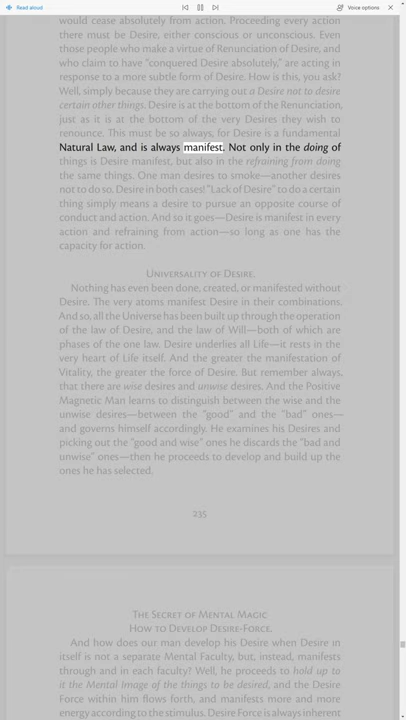 Read aloud
Voice options
would cease absolutely from action. Proceeding every action
there must be Desire, either conscious or unconscious. Even
those people who make a virtue of Renunciation of Desire, and
who claim to have "conquered Desire absolutely," are acting in
response to a more subtle form of Desire. How is this, you ask?
Well, simply because they are carrying out a Desire not to desire
certain other things. Desire is at the bottom of the Renunciation,
just as it is at the bottom of the very Desires they wish to
renounce. This must be so always, for Desire is a fundamental
Natural Law, and is always manifest. Not only in the doing of
things is Desire manifest, but also in the refraining from doing
the same things. One man desires to smoke—another desires
not to do so. Desire in both cases! "Lack of Desire" to do a certain
thing simply means a desire to pursue an opposite course of
conduct and action. And so it goes—Desire is manifest in every
action and refraining from action—so long as one has the
capacity for action.
Universality of Desire.
Nothing has even been done, created, or manifested without
Desire. The very atoms manifest Desire in their combinations.
And so, all the Universe has been built up through the operation
of the law of Desire, and the law of Will—both of which are
phases of the one law. Desire underlies all Life—it rests in the
very heart of Life itself. And the greater the manifestation of
Vitality, the greater the force of Desire. But remember always,
that there are wise desires and unwise desires. And the Positive
Magnetic Man learns to distinguish between the wise and the
unwise desires—between the "good" and the "bad" ones—
and governs himself accordingly. He examines his Desires and
picking out the "good and wise" ones he discards the "bad and
unwise" ones—then he proceeds to develop and build up the
ones he has selected.
235
The Secret of Mental Magic
How to Develop Desire-Force.
And how does our man develop his Desire when Desire in
itself is not a separate Mental Faculty, but, instead, manifests
through and in each faculty? Well, he proceeds to hold up to
it the Mental Image of the things to be desired, and the Desire
Force within him flows forth, and manifests more and more
energy according to the stimulus. Desire Force is always inherent